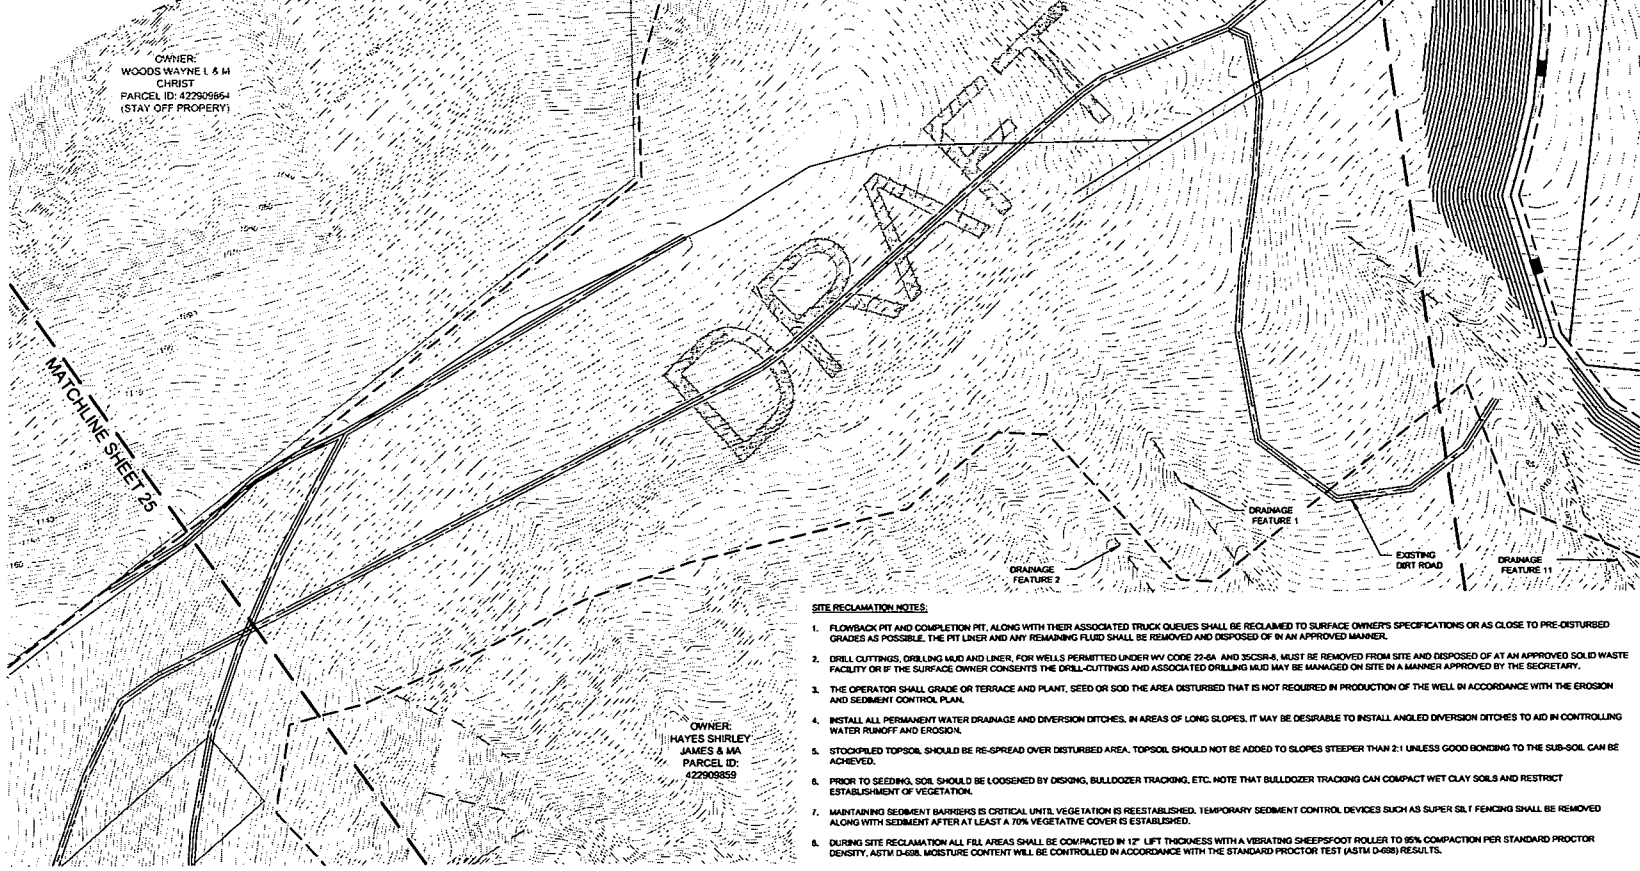 OWNER:
WOODS WAYNE L & M
CHRIST
PARCEL ID: 422909864
(STAY OFF PROPERY)
DRAFT
MATCHLINE SHEET 25
DRAINAGE
FEATURE 1
DRAINAGE
FEATURE 2
EXISTING
DIRT ROAD
DRAINAGE
FEATURE 11
OWNER:
HAYES SHIRLEY
JAMES & MA
PARCEL ID:
422909859
SITE RECLAMATION NOTES:
1. FLOWBACK PIT AND COMPLETION PIT, ALONG WITH THEIR ASSOCIATED TRUCK QUEUES SHALL BE RECLAIMED TO SURFACE OWNER'S SPECIFICATIONS OR AS CLOSE TO PRE-DISTURBED
GRADES AS POSSIBLE. THE PIT LINER AND ANY REMAINING FLUID SHALL BE REMOVED AND DISPOSED OF IN AN APPROVED MANNER.
2. DRILL CUTTINGS, DRILLING MUD AND LINER, FOR WELLS PERMITTED UNDER WV CODE 22-6A AND 35CSR-8, MUST BE REMOVED FROM SITE AND DISPOSED OF AT AN APPROVED SOLID WASTE
FACILITY OR IF THE SURFACE OWNER CONSENTS THE DRILL-CUTTINGS AND ASSOCIATED DRILLING MUD MAY BE MANAGED ON SITE IN A MANNER APPROVED BY THE SECRETARY.
3. THE OPERATOR SHALL GRADE OR TERRACE AND PLANT, SEED OR SOD THE AREA DISTURBED THAT IS NOT REQUIRED IN PRODUCTION OF THE WELL IN ACCORDANCE WITH THE EROSION
AND SEDIMENT CONTROL PLAN.
4. INSTALL ALL PERMANENT WATER DRAINAGE AND DIVERSION DITCHES. IN AREAS OF LONG SLOPES, IT MAY BE DESIRABLE TO INSTALL ANGLED DIVERSION DITCHES TO AID IN CONTROLLING
WATER RUNOFF AND EROSION.
5. STOCKPILED TOPSOIL SHOULD BE RE-SPREAD OVER DISTURBED AREA. TOPSOIL SHOULD NOT BE ADDED TO SLOPES STEEPER THAN 2:1 UNLESS GOOD BONDING TO THE SUB-SOIL CAN BE
ACHIEVED.
6. PRIOR TO SEEDING, SOIL SHOULD BE LOOSENED BY DISKING, BULLDOZER TRACKING, ETC. NOTE THAT BULLDOZER TRACKING CAN COMPACT WET CLAY SOILS AND RESTRICT
ESTABLISHMENT OF VEGETATION.
7. MAINTAINING SEDIMENT BARRIERS IS CRITICAL UNTIL VEGETATION IS REESTABLISHED. TEMPORARY SEDIMENT CONTROL DEVICES SUCH AS SUPER SILT FENCING SHALL BE REMOVED
ALONG WITH SEDIMENT AFTER AT LEAST A 70% VEGETATIVE COVER IS ESTABLISHED.
8. DURING SITE RECLAMATION ALL FILL AREAS SHALL BE COMPACTED IN 12" LIFT THICKNESS WITH A VIBRATING SHEEPSFOOT ROLLER TO 95% COMPACTION PER STANDARD PROCTOR
DENSITY, ASTM D-698. MOISTURE CONTENT WILL BE CONTROLLED IN ACCORDANCE WITH THE STANDARD PROCTOR TEST (ASTM D-698) RESULTS.